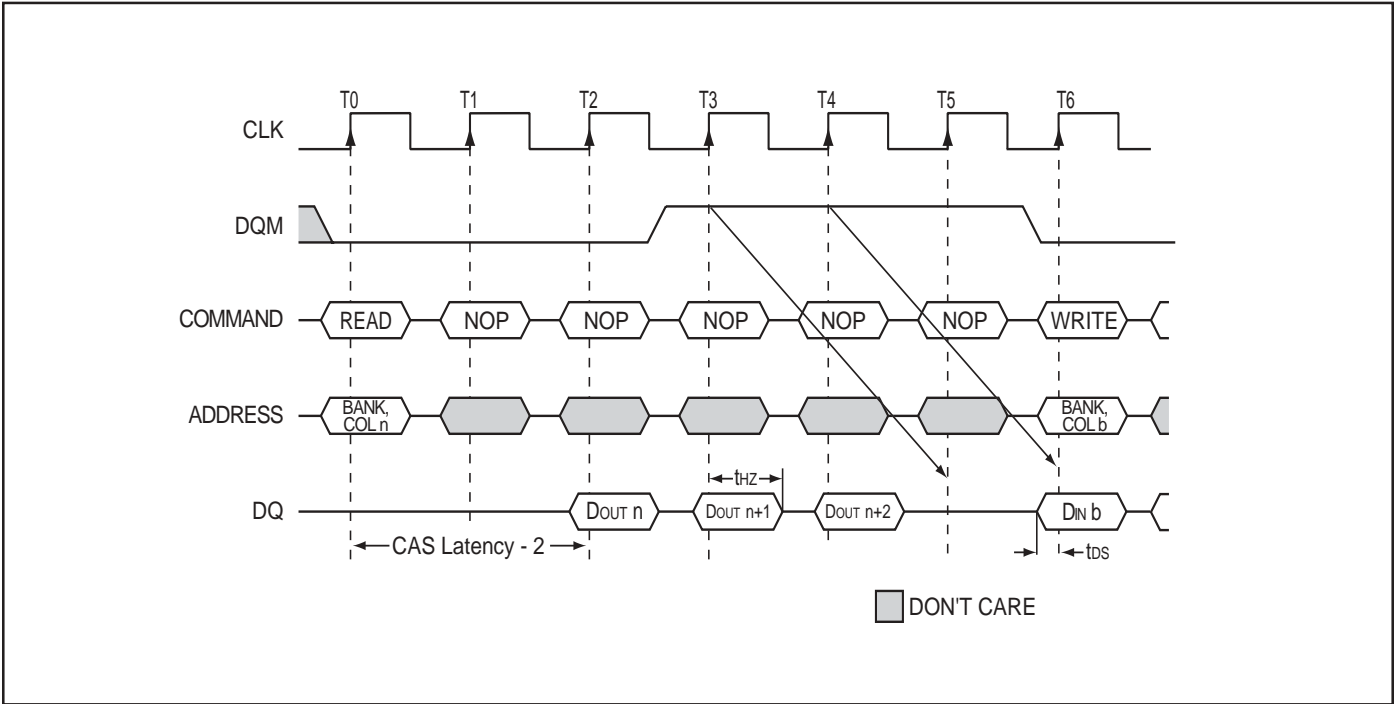 T0 T1 T2 T3 T4 T5 T6
CLK
DQM
COMMAND READ NOP NOP NOP NOP NOP WRITE
ADDRESS BANK, COL n BANK, COL b
tHZ
DQ DOUT n DOUT n+1 DOUT n+2 DIN b
CAS Latency - 2 tDS
DON'T CARE